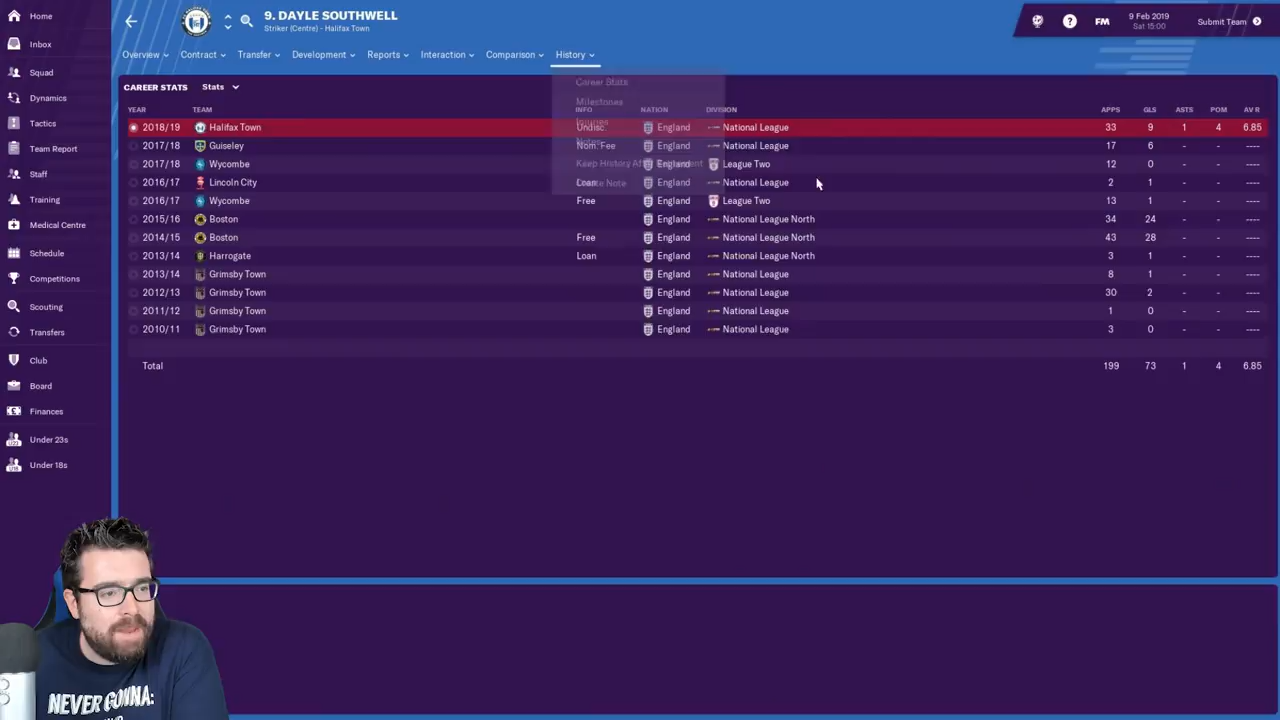 Home
Inbox
Squad
Dynamics
Tactics
Team Report
Staff
Training
Medical Centre
Schedule
Competitions
Scouting
Transfers
Club
Board
Finances
Under 23s
Under 18s
9. DAYLE SOUTHWELL
Striker (Centre) - Halifax Town
FM
9 Feb 2019
Sat 15:00
Submit Team
Overview Contract Transfer Development Reports Interaction Comparison History
Career Stats
Milestones
Injuries
CAREER STATS Stats
YEAR TEAM INFO NATION DIVISION APPS GLS ASTS POM AV R
2018/19 Halifax Town Undisc. England National League 33 9 1 4 6.85
2017/18 Guiseley Nom. Fee England National League 17 6 - - ----
2017/18 Wycombe England League Two 12 0 - - ----
2016/17 Lincoln City Loan England National League 2 1 - - ----
2016/17 Wycombe Free England League Two 13 1 - - ----
2015/16 Boston England National League North 34 24 - - ----
2014/15 Boston Free England National League North 43 28 - - ----
2013/14 Harrogate Loan England National League North 3 1 - - ----
2013/14 Grimsby Town England National League 8 1 - - ----
2012/13 Grimsby Town England National League 30 2 - - ----
2011/12 Grimsby Town England National League 1 0 - - ----
2010/11 Grimsby Town England National League 3 0 - - ----
Total 199 73 1 4 6.85
NEVER GONNA: